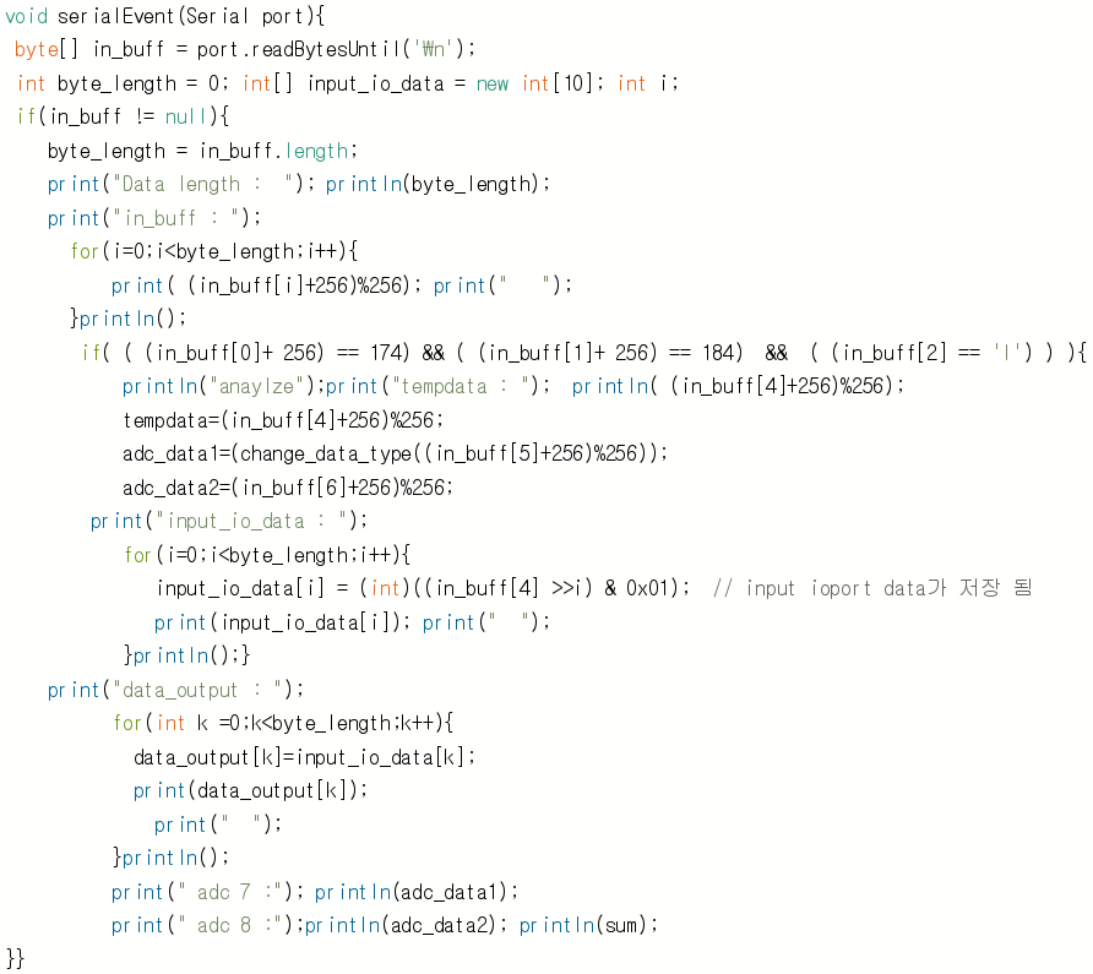 void serialEvent(Serial port){
byte[] in_buff = port.readBytesUntil('₩n');
int byte_length = 0; int[] input_io_data = new int[10]; int i;
if(in_buff != null){
byte_length = in_buff.length;
print("Data length :  "); println(byte_length);
print("in_buff : ");
for(i=0;i<byte_length;i++){
print( (in_buff[i]+256)%256); print("   ");
}println();
if( ( (in_buff[0]+ 256) == 174) && ( (in_buff[1]+ 256) == 184)  &&  ( (in_buff[2] == 'I') ) ){
println("anaylze");print("tempdata : ");  println( (in_buff[4]+256)%256);
tempdata=(in_buff[4]+256)%256;
adc_data1=(change_data_type((in_buff[5]+256)%256));
adc_data2=(in_buff[6]+256)%256;
print("input_io_data : ");
for(i=0;i<byte_length;i++){
input_io_data[i] = (int)((in_buff[4] >>i) & 0x01);  // input ioport data가 저장 됨
print(input_io_data[i]); print("  ");
}println();}
print("data_output : ");
for(int k =0;k<byte_length;k++){
data_output[k]=input_io_data[k];
print(data_output[k]);
print("  ");
}println();
print(" adc 7 :"); println(adc_data1);
print(" adc 8 :");println(adc_data2); println(sum);
}}